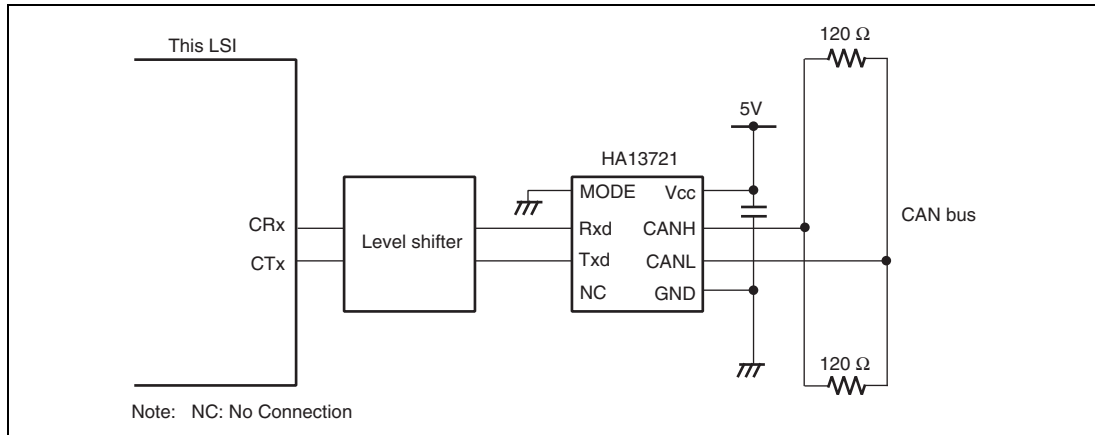 This LSI
120 Ω
5V
HA13721
MODE Vcc
CRx
Level shifter
Rxd CANH
CAN bus
CTx
Txd CANL
NC GND
120 Ω
Note: NC: No Connection